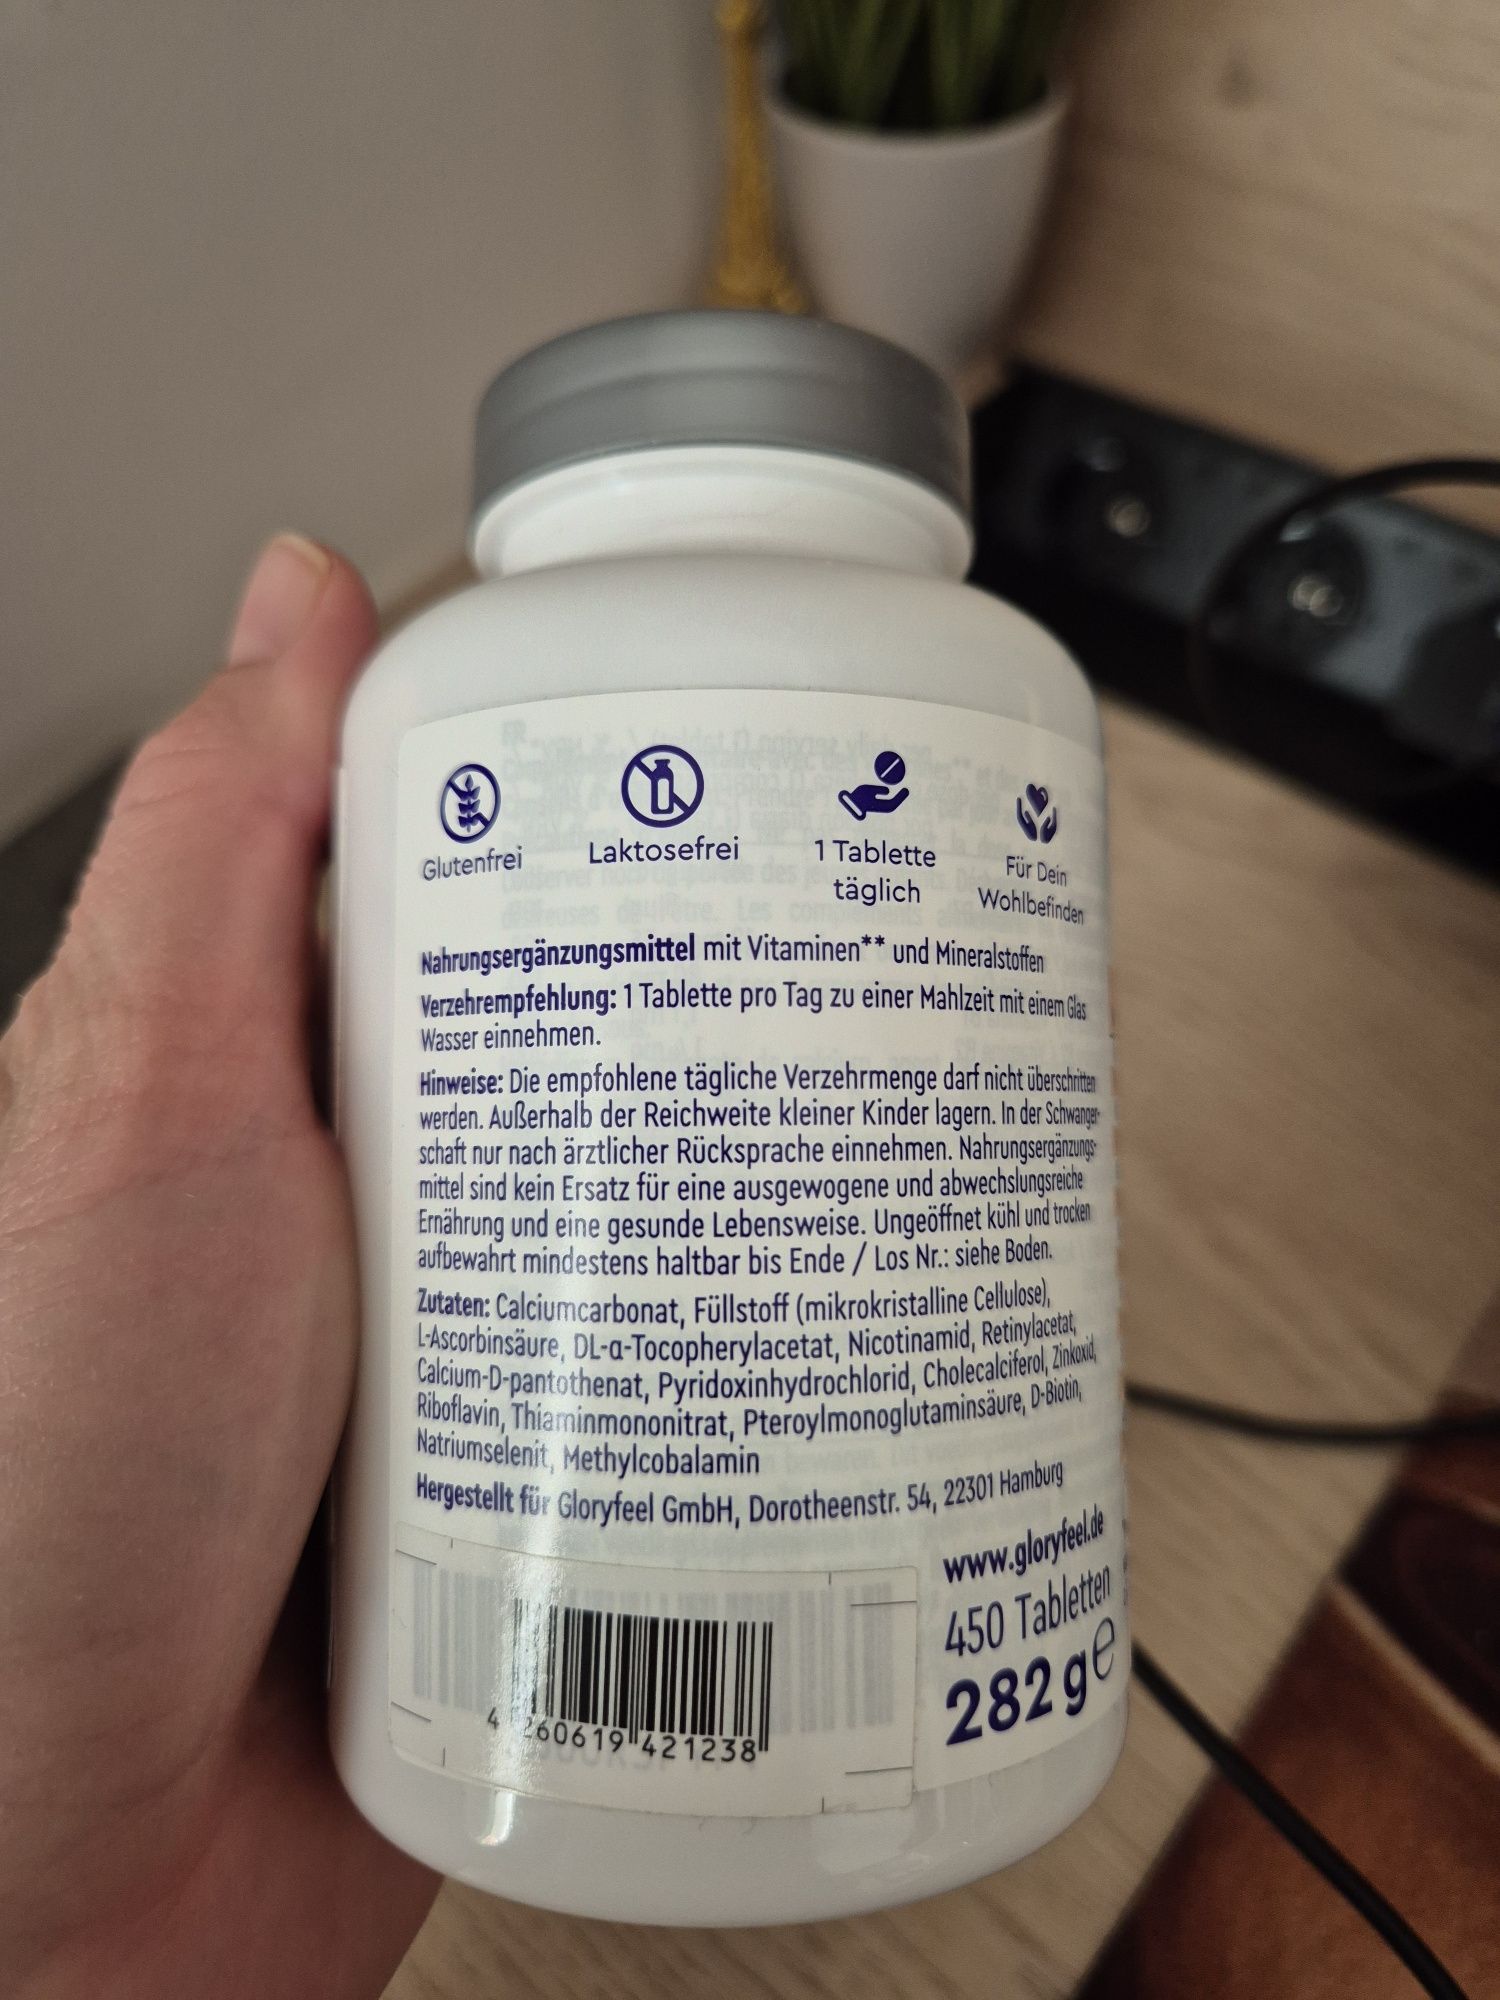 Glutenfrei
Laktosefrei
1 Tablette
täglich
Für Dein
Wohlbefinden
Nahrungsergänzungsmittel mit Vitaminen** und Mineralstoffen
Verzehrempfehlung: 1 Tablette pro Tag zu einer Mahlzeit mit einem Glas
Wasser einnehmen.
Hinweise: Die empfohlene tägliche Verzehrmenge darf nicht überschritten
werden. Außerhalb der Reichweite kleiner Kinder lagern. In der Schwanger-
schaft nur nach ärztlicher Rücksprache einnehmen. Nahrungsergänzungs-
mittel sind kein Ersatz für eine ausgewogene und abwechslungsreiche
Ernährung und eine gesunde Lebensweise. Ungeöffnet kühl und trocken
aufbewahrt mindestens haltbar bis Ende / Los Nr.: siehe Boden.
Zutaten: Calciumcarbonat, Füllstoff (mikrokristalline Cellulose),
L-Ascorbinsäure, DL-α-Tocopherylacetat, Nicotinamid, Retinylacetat,
Calcium-D-pantothenat, Pyridoxinhydrochlorid, Cholecalciferol, Zinkoxid,
Riboflavin, Thiaminmononitrat, Pteroylmonoglutaminsäure, D-Biotin,
Natriumselenit, Methylcobalamin
Hergestellt für Gloryfeel GmbH, Dorotheenstr. 54, 22301 Hamburg
www.gloryfeel.de
450 Tabletten
282 g e
4 260619 421238